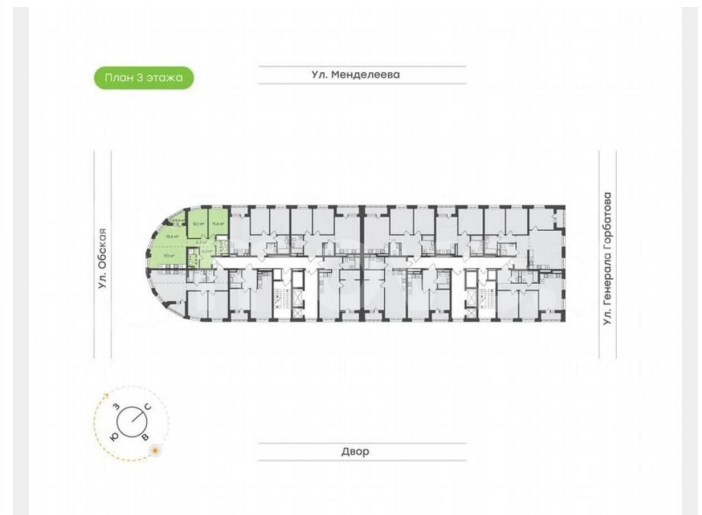 План 3 этажа
Ул. Менделеева
Ул. Обская
Ул. Генерала Горбатова
З
С
Ю
В
Двор